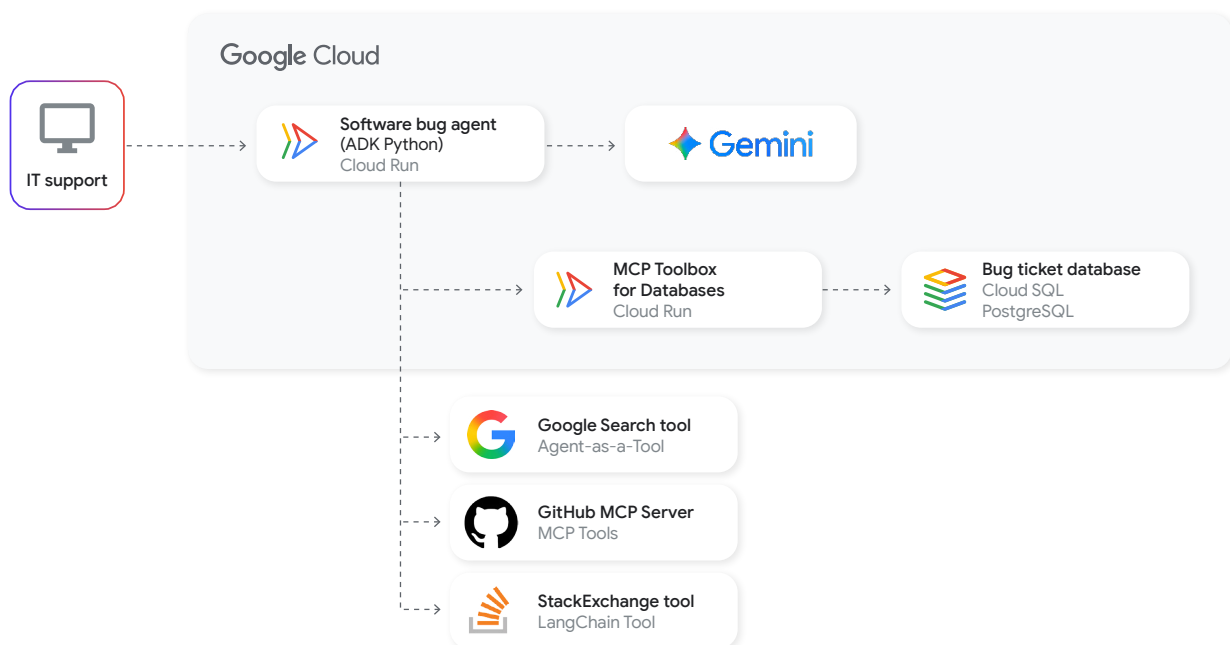 Google Cloud
IT support
Software bug agent
(ADK Python)
Cloud Run
Gemini
MCP Toolbox
for Databases
Cloud Run
Bug ticket database
Cloud SQL
PostgreSQL
Google Search tool
Agent-as-a-Tool
GitHub MCP Server
MCP Tools
StackExchange tool
LangChain Tool